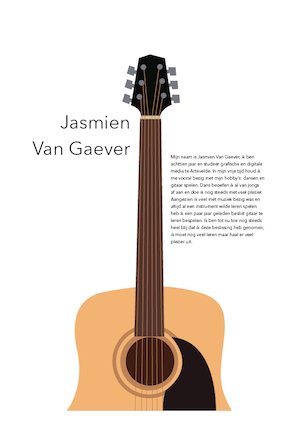 Jasmien
Van Gaever
Mijn naam is Jasmien Van Gaever, ik ben
achttien jaar en studeer grafische en digitale
media te Artevelde. In mijn vrije tijd houd ik
me vooral bezig met mijn hobby's: dansen en
gitaar spelen. Dans beoefen ik al van jongs
af aan en doe ik nog steeds met veel plezier.
Aangezien ik veel met muziek bezig was en
altijd al een instrument wilde leren spelen
heb ik een paar jaar geleden beslist gitaar te
leren bespelen. Ik ben tot nu toe nog steeds
heel blij dat ik deze beslissing heb genomen,
ik moet nog veel leren maar haal er veel
plezier uit.